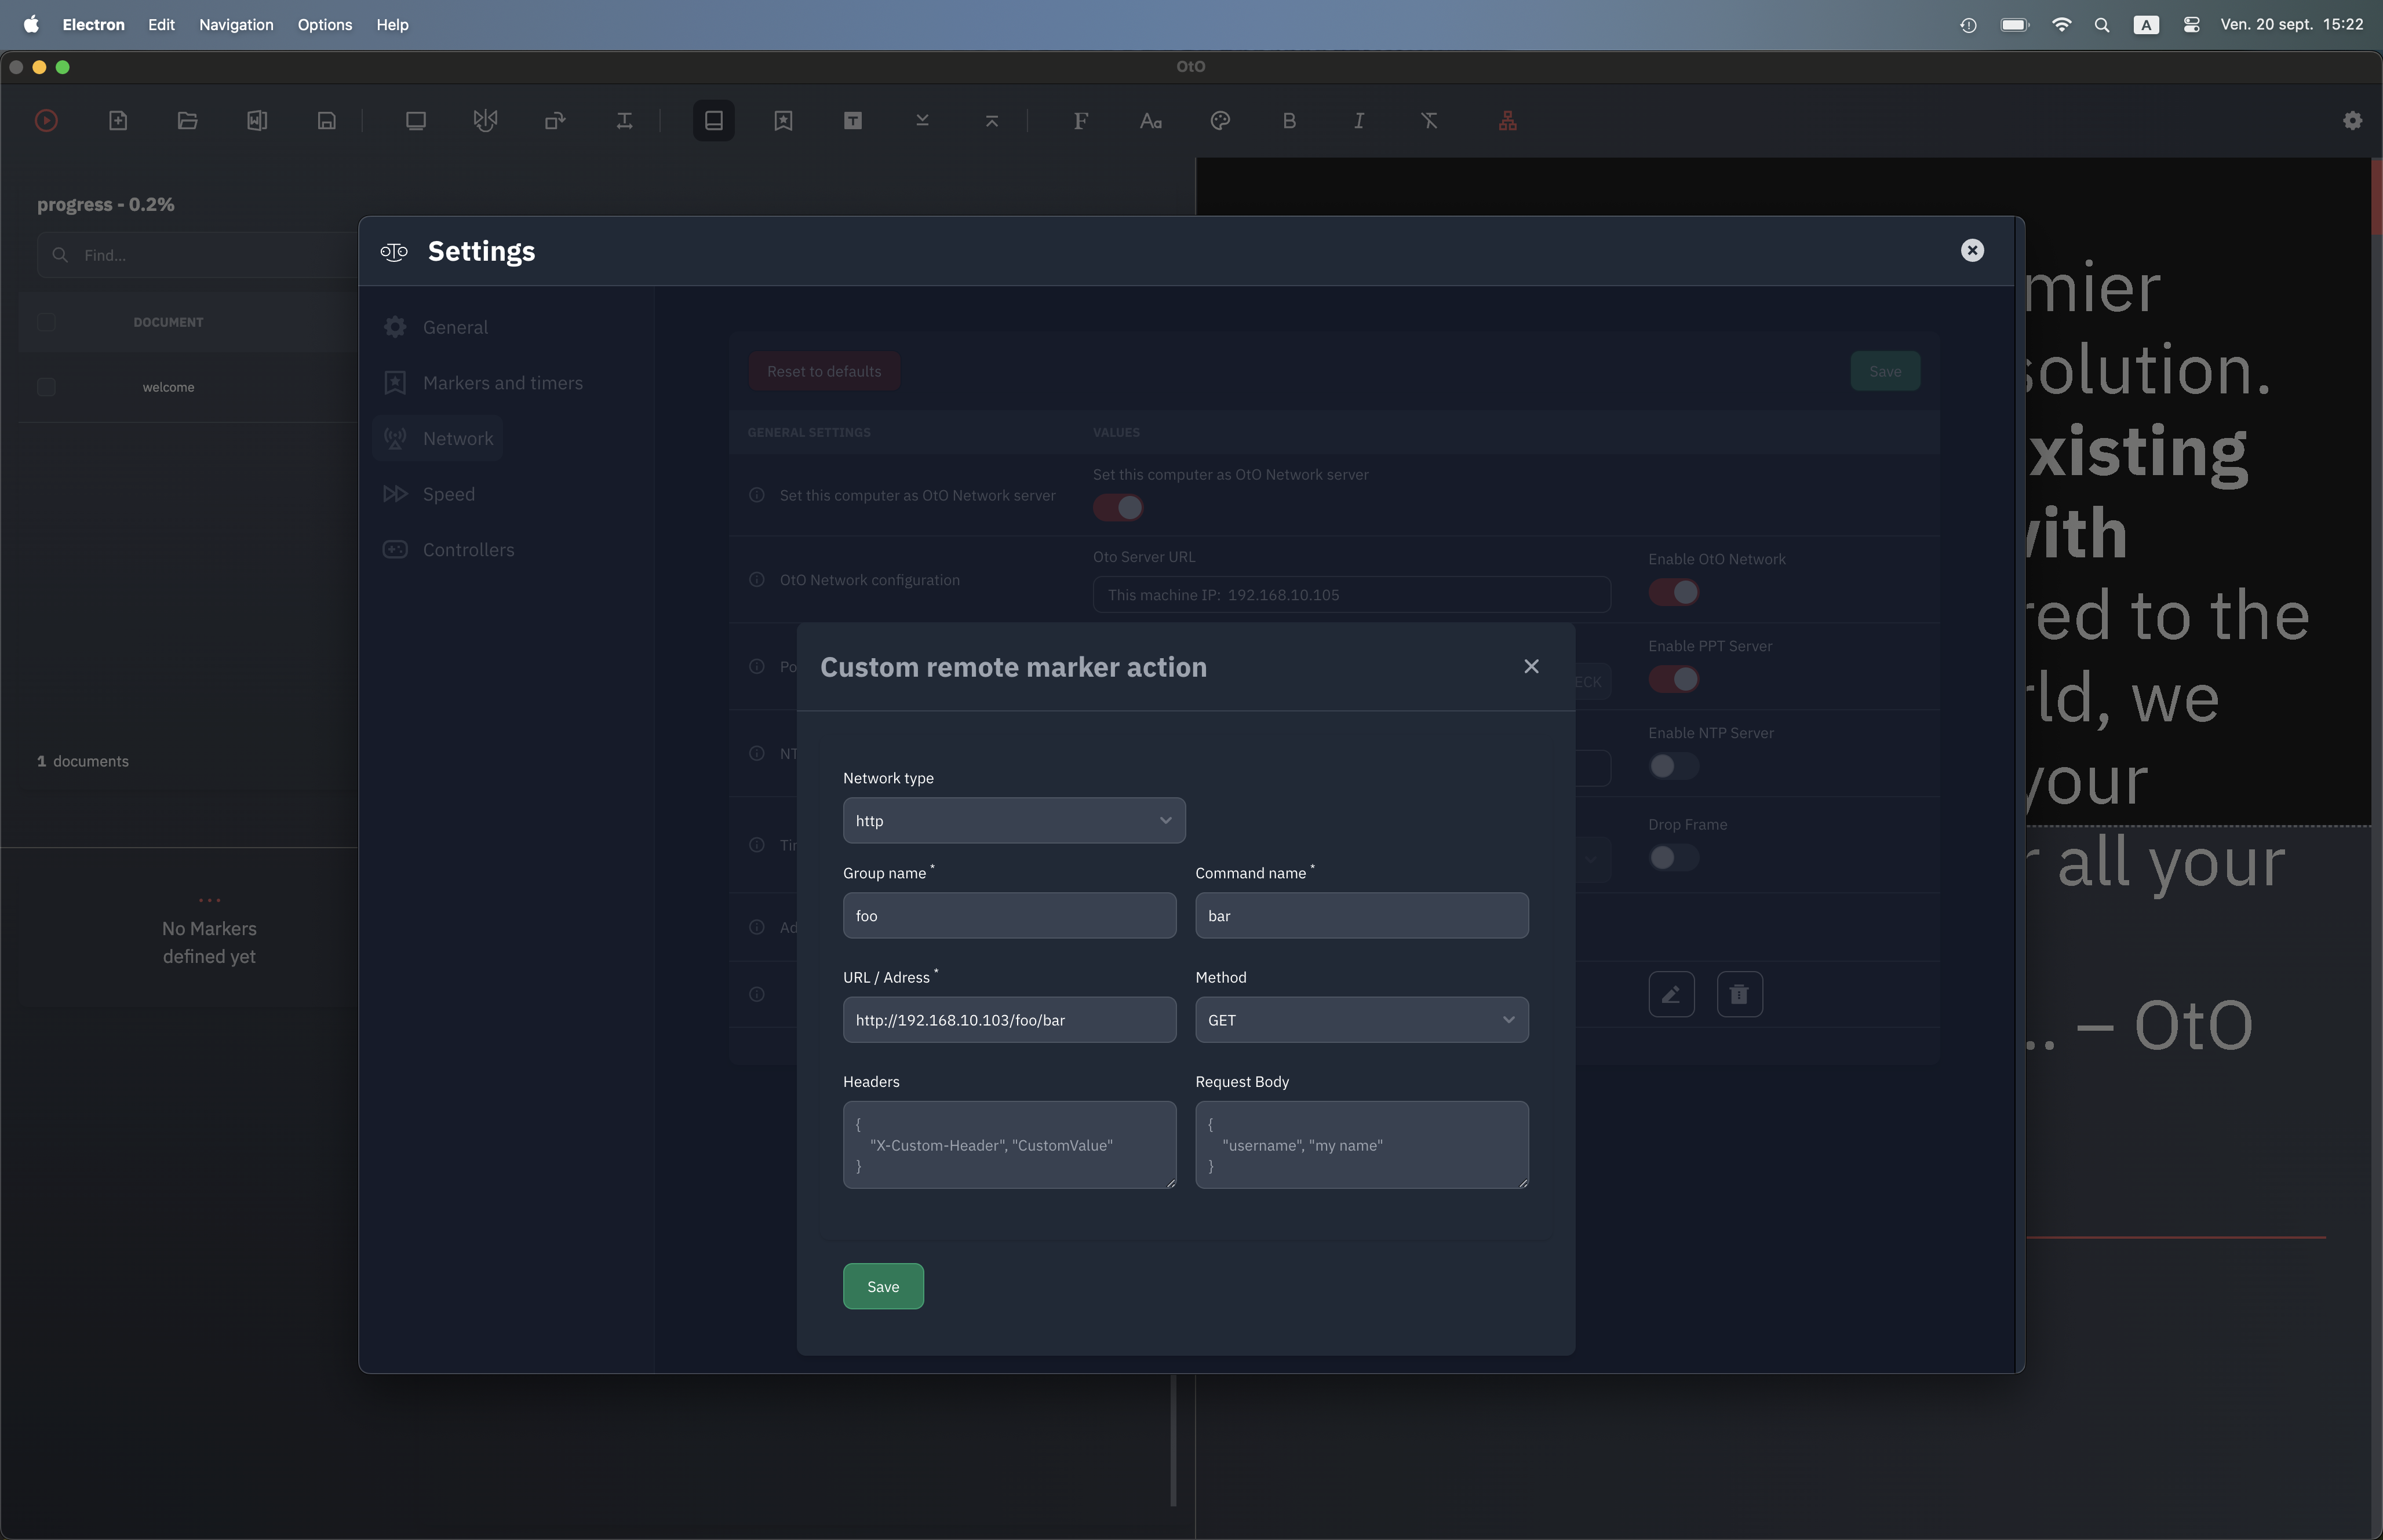 Electron Edit Navigation Options Help
A Ven. 20 sept. 15:22
OtO
W T F Aa B I
progress - 0.2%
Find...
DOCUMENT
welcome
1 documents
...
No Markers
defined yet
Settings
General
Markers and timers
Network
Speed
Controllers
Reset to defaults
Save
GENERAL SETTINGS VALUES
Set this computer as OtO Network server
Set this computer as OtO Network server
OtO Network configuration
Oto Server URL
This machine IP: 192.168.10.105
Enable OtO Network
Po
ECK
Enable PPT Server
NT
Enable NTP Server
Tir
Drop Frame
Ad
Custom remote marker action
Network type
http
Group name * Command name *
foo bar
URL / Adress * Method
http://192.168.10.103/foo/bar GET
Headers Request Body
{
"X-Custom-Header", "CustomValue"
}
{
"username", "my name"
}
Save
mier
solution.
xisting
with
red to the
rld, we
your
r all your
.. – OtO